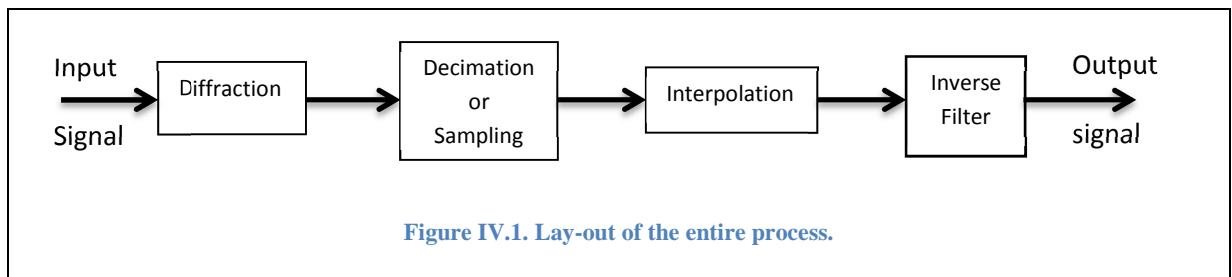 Input
Signal
Diffraction
Decimation
or
Sampling
Interpolation
Inverse
Filter
Output
signal
Figure IV.1. Lay-out of the entire process.